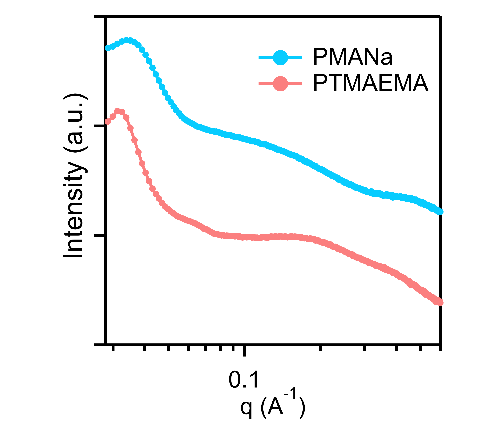 PMANa
PTMAEMA
Intensity (a.u.)
0.1
q (A⁻¹)